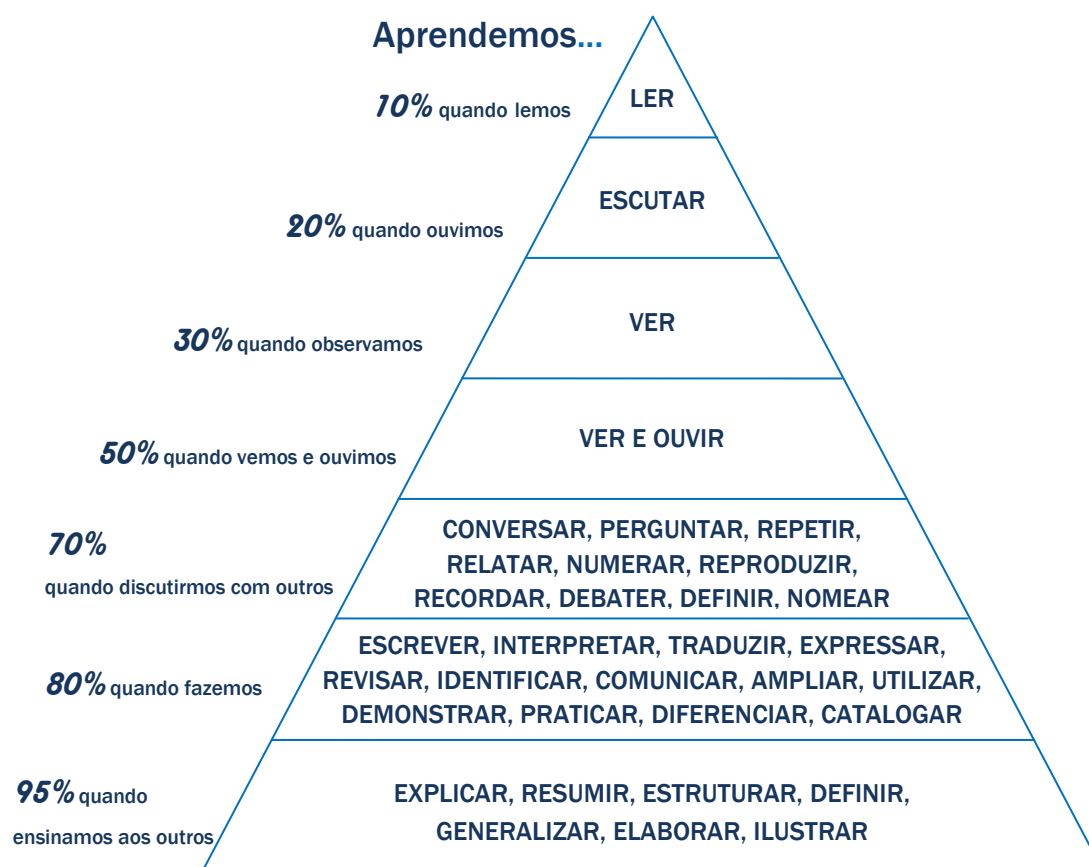 Aprendemos...
10% quando lemos
LER
20% quando ouvimos
ESCUTAR
30% quando observamos
VER
50% quando vemos e ouvimos
VER E OUVIR
70%
quando discutirmos com outros
CONVERSAR, PERGUNTAR, REPETIR,
RELATAR, NUMERAR, REPRODUZIR,
RECORDAR, DEBATER, DEFINIR, NOMEAR
80% quando fazemos
ESCREVER, INTERPRETAR, TRADUZIR, EXPRESSAR,
REVISAR, IDENTIFICAR, COMUNICAR, AMPLIAR, UTILIZAR,
DEMONSTRAR, PRATICAR, DIFERENCIAR, CATALOGAR
95% quando
ensinamos aos outros
EXPLICAR, RESUMIR, ESTRUTURAR, DEFINIR,
GENERALIZAR, ELABORAR, ILUSTRAR